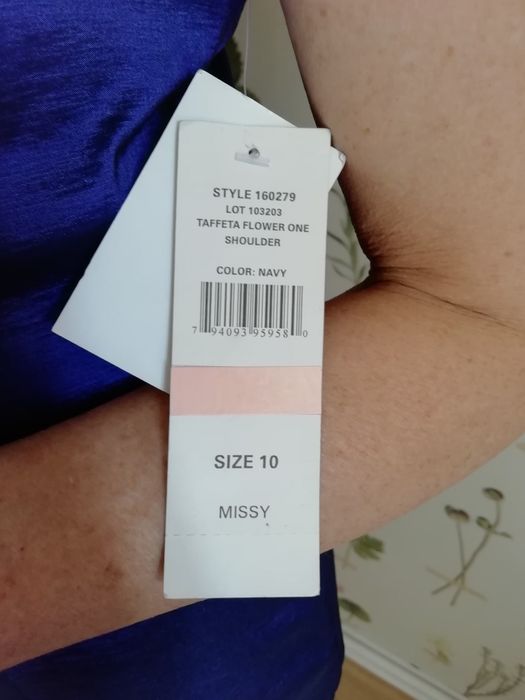 STYLE 160279
LOT 103203
TAFFETA FLOWER ONE
SHOULDER
COLOR: NAVY
7 94093 95958 0
SIZE 10
MISSY